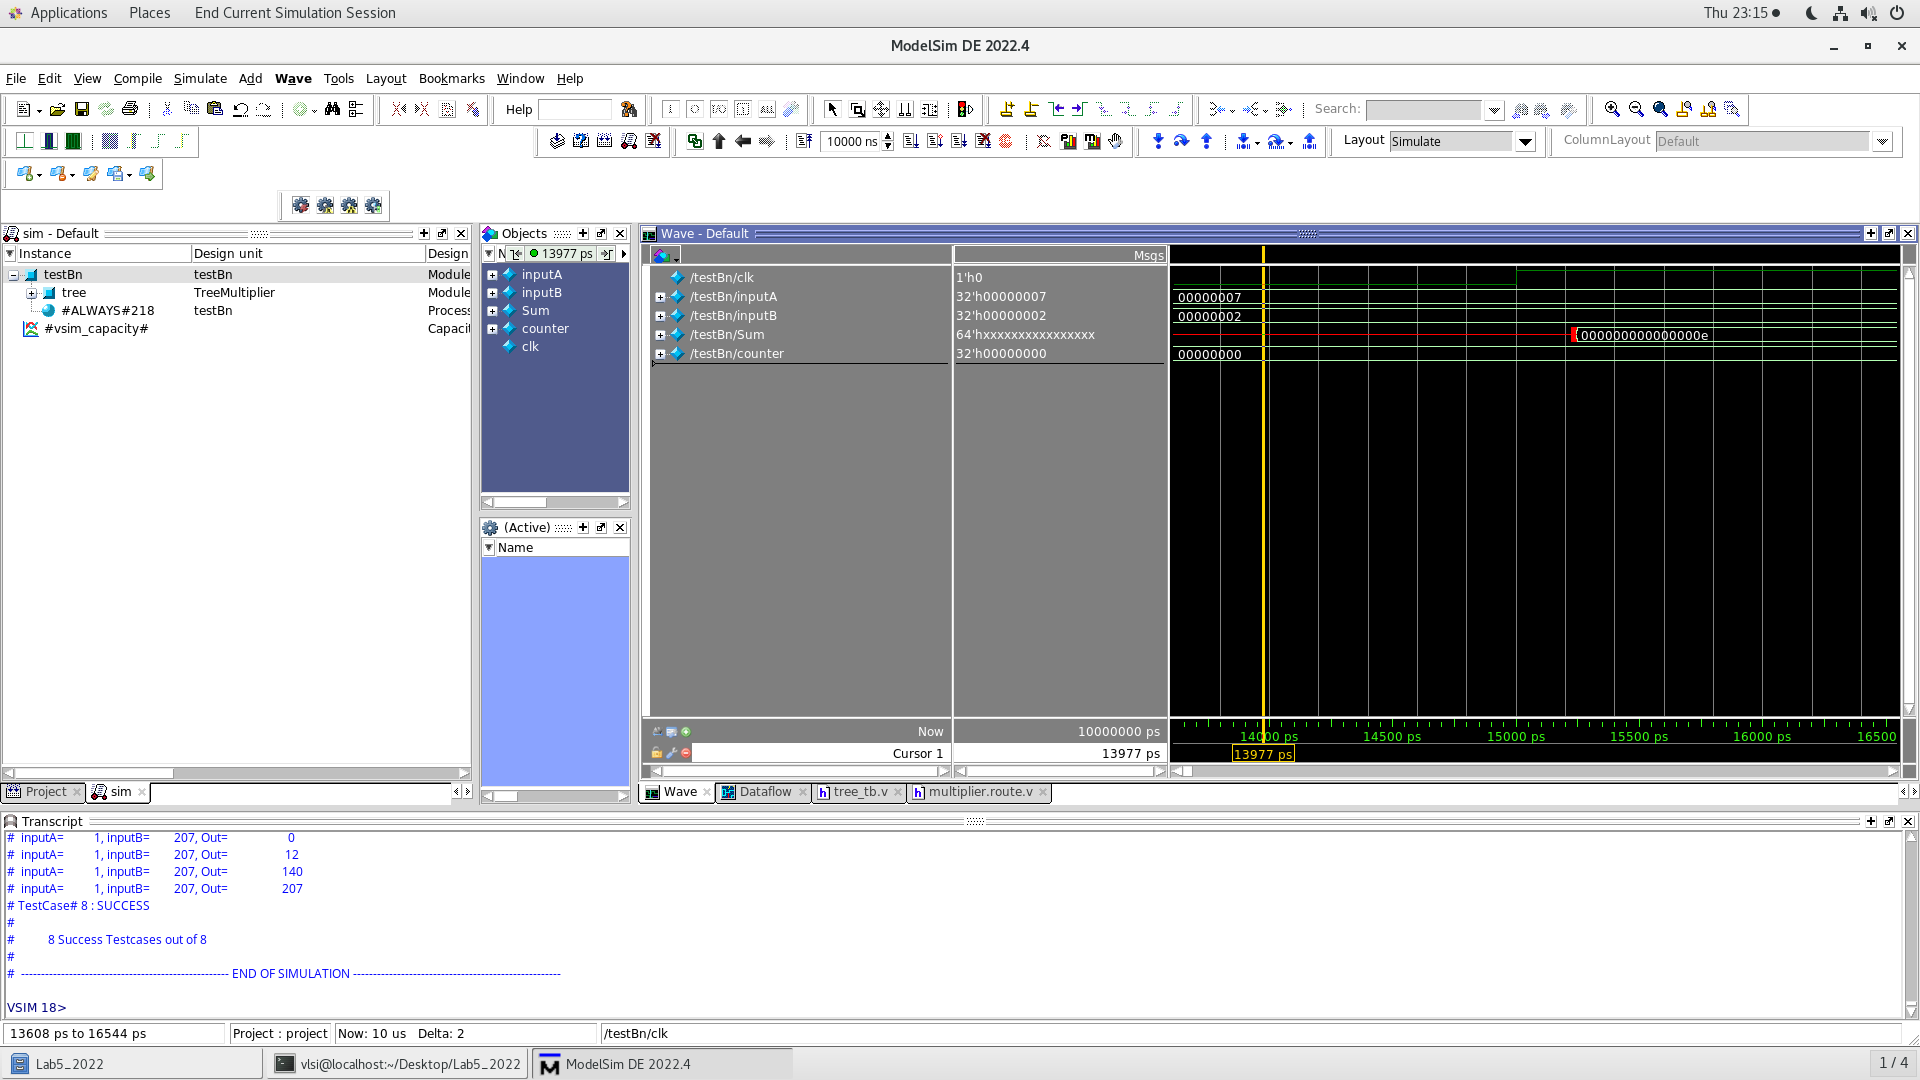 Applications Places End Current Simulation Session Thu 23:15
ModelSim DE 2022.4
File Edit View Compile Simulate Add Wave Tools Layout Bookmarks Window Help
Help Search:
10000 ns Layout Simulate ColumnLayout Default
sim - Default
Instance Design unit Design
testBn testBn Module
tree TreeMultiplier Module
#ALWAYS#218 testBn Process
#vsim_capacity# Capacit
Objects
N 13977 ps
inputA
inputB
Sum
counter
clk
(Active)
Name
Wave - Default
Msgs
/testBn/clk 1'h0
/testBn/inputA 32'h00000007 00000007
/testBn/inputB 32'h00000002 00000002
/testBn/Sum 64'hxxxxxxxxxxxxxxxx 000000000000000e
/testBn/counter 32'h00000000 00000000
Now 10000000 ps 14000 ps 14500 ps 15000 ps 15500 ps 16000 ps 16500
Cursor 1 13977 ps 13977 ps
Project sim
Wave Dataflow tree_tb.v multiplier.route.v
Transcript
# inputA= 1, inputB= 207, Out= 0
# inputA= 1, inputB= 207, Out= 12
# inputA= 1, inputB= 207, Out= 140
# inputA= 1, inputB= 207, Out= 207
# TestCase# 8 : SUCCESS
#
# 8 Success Testcases out of 8
#
# ---------------------------------------------------- END OF SIMULATION ----------------------------------------------------
VSIM 18>
13608 ps to 16544 ps Project : project Now: 10 us Delta: 2 /testBn/clk
Lab5_2022 vlsi@localhost:~/Desktop/Lab5_2022 ModelSim DE 2022.4 1 / 4